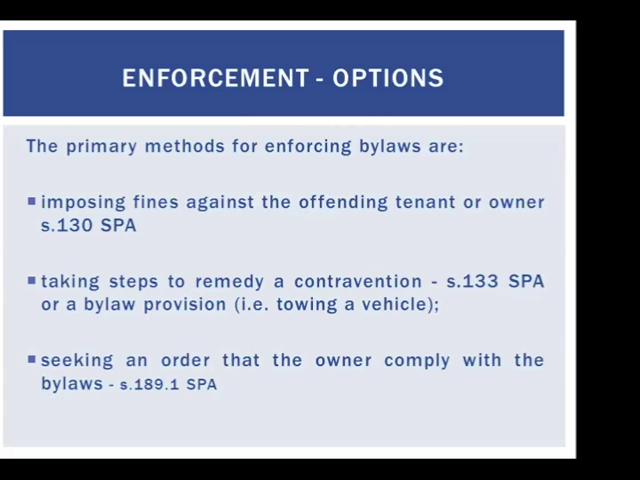 ENFORCEMENT - OPTIONS
The primary methods for enforcing bylaws are:
▪ imposing fines against the offending tenant or owner
s.130 SPA
▪ taking steps to remedy a contravention - s.133 SPA
or a bylaw provision (i.e. towing a vehicle);
▪ seeking an order that the owner comply with the
bylaws - s.189.1 SPA